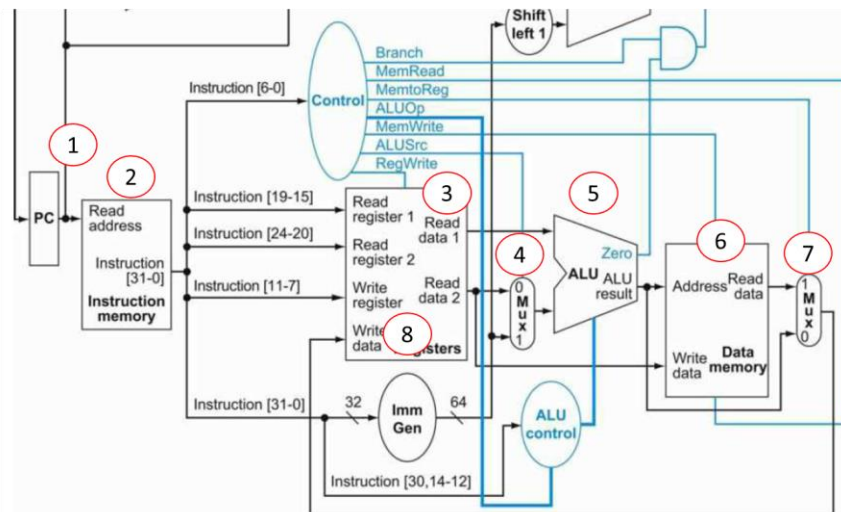 Shift
left 1
Branch
MemRead
MemtoReg
ALUOp
MemWrite
ALUSrc
RegWrite
Instruction [6-0]
Control
1
2
3
4
5
6
7
8
PC
Read
address
Instruction
[31-0]
Instruction
memory
Instruction [19-15]
Instruction [24-20]
Instruction [11-7]
Instruction [31-0]
Read
register 1
Read
register 2
Write
register
Write
data
Read
data 1
Read
data 2
0
M
u
x
1
Zero
ALU
ALU
result
Address
Read
data
Write
data
Data
memory
1
M
u
x
0
32
Imm
Gen
64
ALU
control
Instruction [30,14-12]